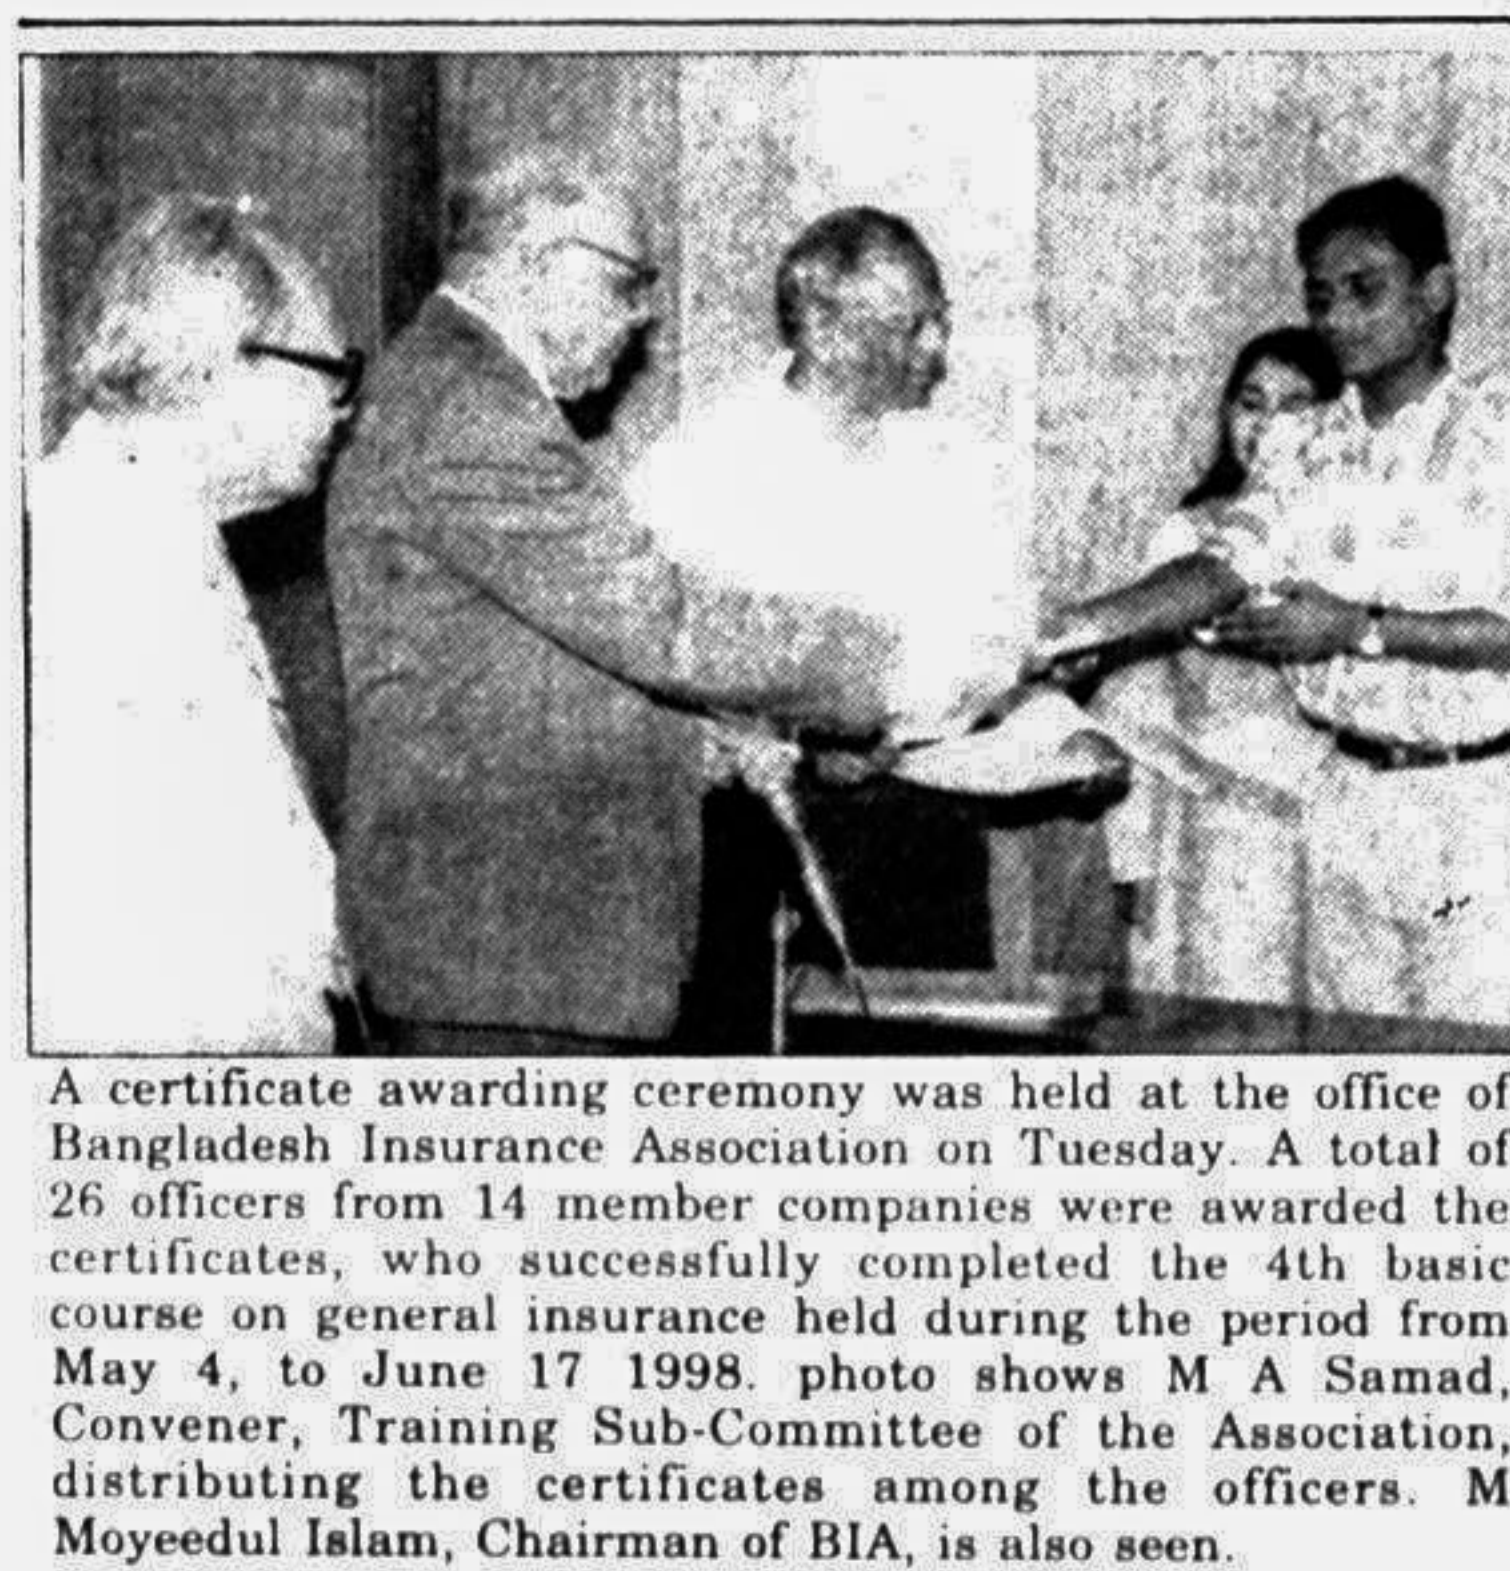 A certificate awarding ceremony was held at the office of
Bangladesh Insurance Association on Tuesday. A total of
26 officers from 14 member companies were awarded the
certificates, who successfully completed the 4th basic
course on general insurance held during the period from
May 4, to June 17 1998. photo shows M A Samad,
Convener, Training Sub-Committee of the Association,
distributing the certificates among the officers. M
Moyeedul Islam, Chairman of BIA, is also seen.